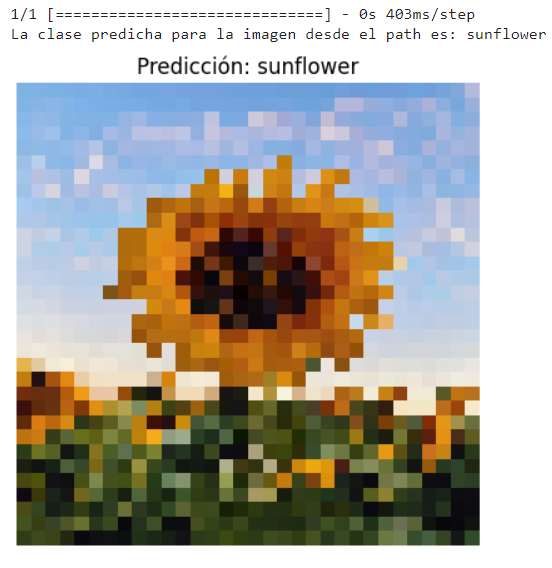 1/1 [==============================] - 0s 403ms/step
La clase predicha para la imagen desde el path es: sunflower
Predicción: sunflower